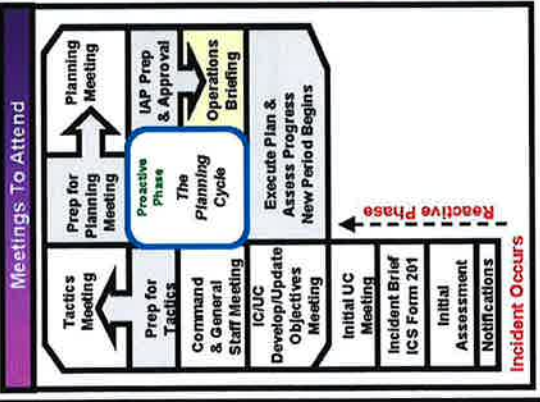 Meetings To Attend
Tactics
Meeting
Prep for
Planning
Meeting
Planning
Meeting
Prep for
Tactics
Proactive
Phase
The
Planning
Cycle
IAP Prep
& Approval
Command
& General
Staff Meeting
Operations
Briefing
IC/UC
Develop/Update
Objectives
Meeting
Execute Plan &
Assess Progress
New Period Begins
Initial UC
Meeting
Reactive Phase
Incident Brief
ICS Form 201
Initial
Assessment
Notifications
Incident Occurs